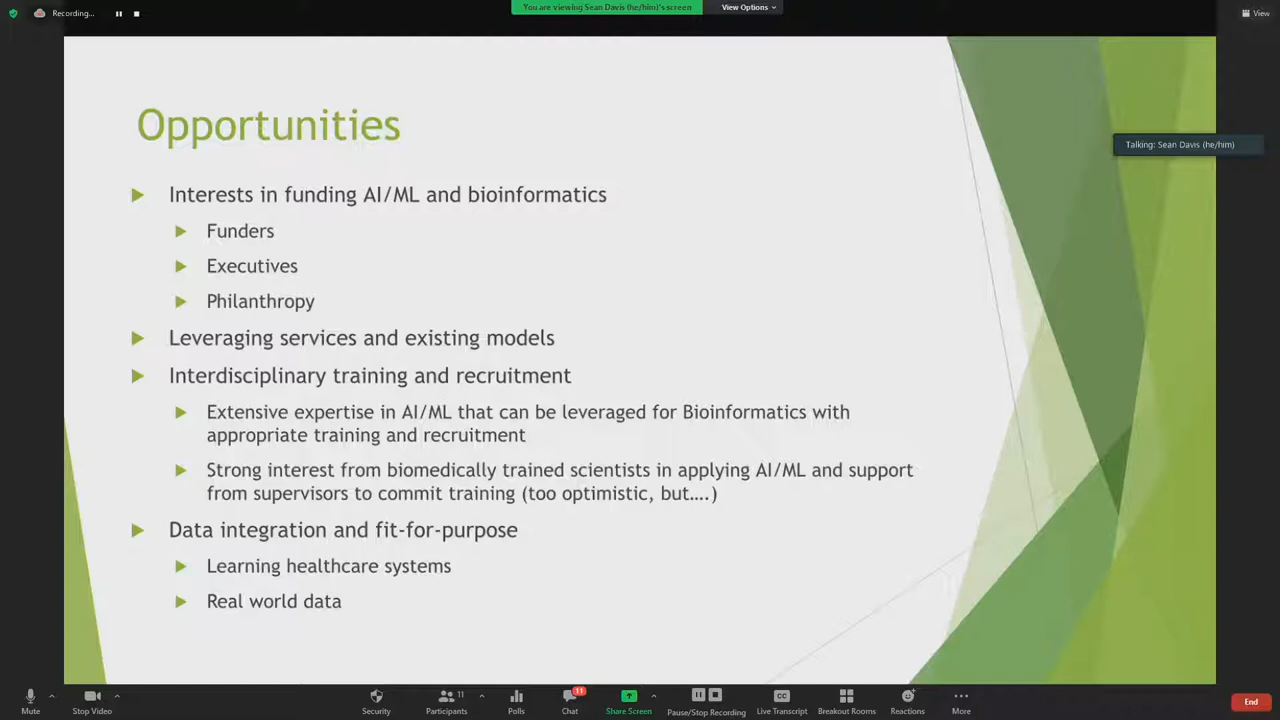 Recording...
You are viewing Sean Davis (he/him)'s screen
View Options
View
Opportunities
Talking: Sean Davis (he/him)
Interests in funding AI/ML and bioinformatics
Funders
Executives
Philanthropy
Leveraging services and existing models
Interdisciplinary training and recruitment
Extensive expertise in AI/ML that can be leveraged for Bioinformatics with
appropriate training and recruitment
Strong interest from biomedically trained scientists in applying AI/ML and support
from supervisors to commit training (too optimistic, but....)
Data integration and fit-for-purpose
Learning healthcare systems
Real world data
Mute
Stop Video
Security
Participants
11
Polls
Chat
11
Share Screen
Pause/Stop Recording
CC
Live Transcript
Breakout Rooms
Reactions
More
End